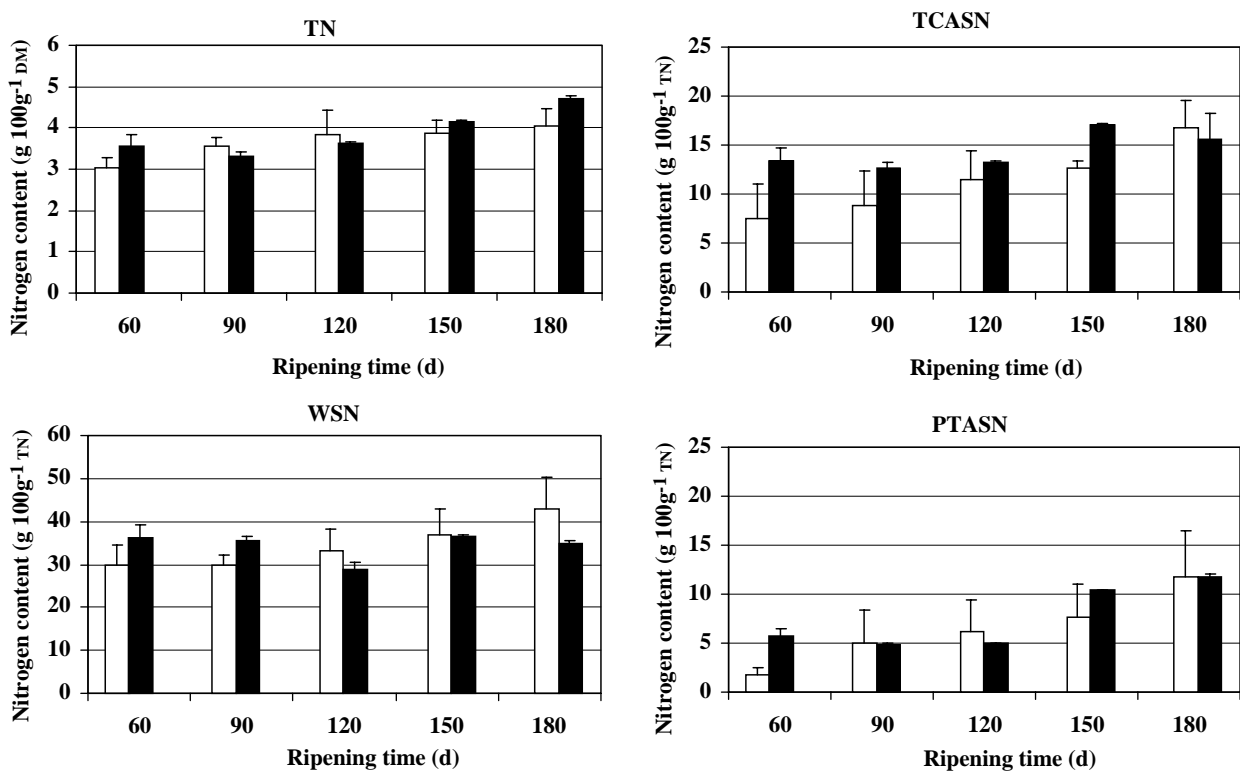 TN
Nitrogen content (g 100g⁻¹ DM)
6
5
4
3
2
1
0
60 90 120 150 180
Ripening time (d)
TCASN
Nitrogen content (g 100g⁻¹ TN)
25
20
15
10
5
0
60 90 120 150 180
Ripening time (d)
WSN
Nitrogen content (g 100g⁻¹ TN)
60
50
40
30
20
10
0
60 90 120 150 180
Ripening time (d)
PTASN
Nitrogen content (g 100g⁻¹ TN)
25
20
15
10
5
0
60 90 120 150 180
Ripening time (d)